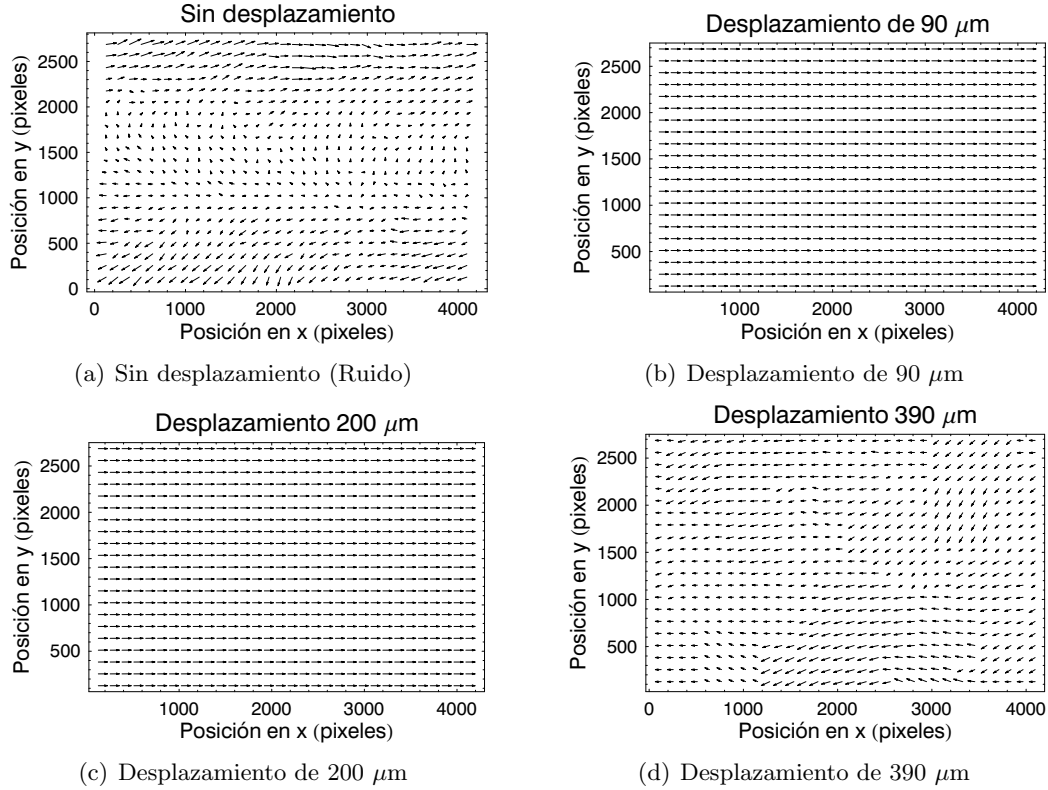 Sin desplazamiento
Posición en y (pixeles)
2500
2000
1500
1000
500
0
0 1000 2000 3000 4000
Posición en x (pixeles)
(a) Sin desplazamiento (Ruido)
Desplazamiento de 90 μm
Posición en y (pixeles)
2500
2000
1500
1000
500
1000 2000 3000 4000
Posición en x (pixeles)
(b) Desplazamiento de 90 μm
Desplazamiento 200 μm
Posición en y (pixeles)
2500
2000
1500
1000
500
1000 2000 3000 4000
Posición en x (pixeles)
(c) Desplazamiento de 200 μm
Desplazamiento 390 μm
Posición en y (pixeles)
2500
2000
1500
1000
500
0 1000 2000 3000 4000
Posición en x (pixeles)
(d) Desplazamiento de 390 μm